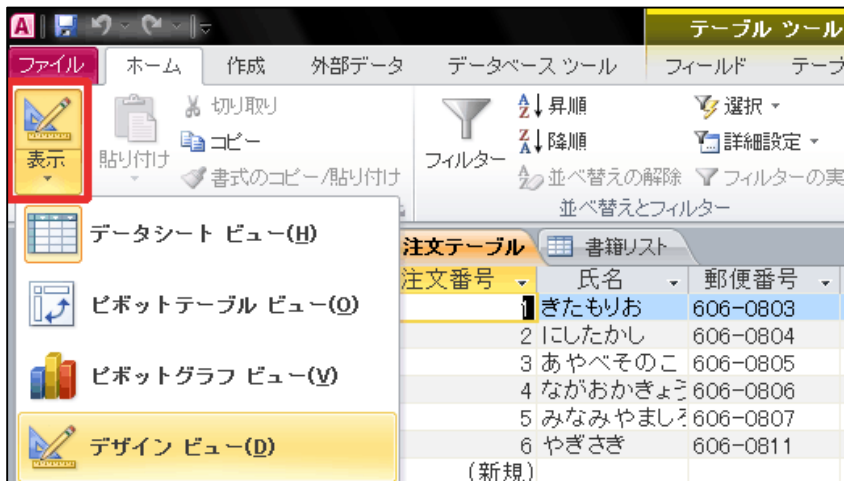 テーブル ツール
ファイル ホーム 作成 外部データ データベース ツール フィールド テーブ
表示
貼り付け
切り取り
コピー
書式のコピー/貼り付け
フィルター
昇順
降順
並べ替えの解除
選択
詳細設定
フィルターの実
並べ替えとフィルター
データシート ビュー(H)
ピボットテーブル ビュー(O)
ピボットグラフ ビュー(V)
デザイン ビュー(D)
注文テーブル 書籍リスト
注文番号 氏名 郵便番号
1 きたもりお 606-0803
2 にしたかし 606-0804
3 あやべそのこ 606-0805
4 ながおかきょう 606-0806
5 みなみやましろ 606-0807
6 やぎさき 606-0811
(新規)